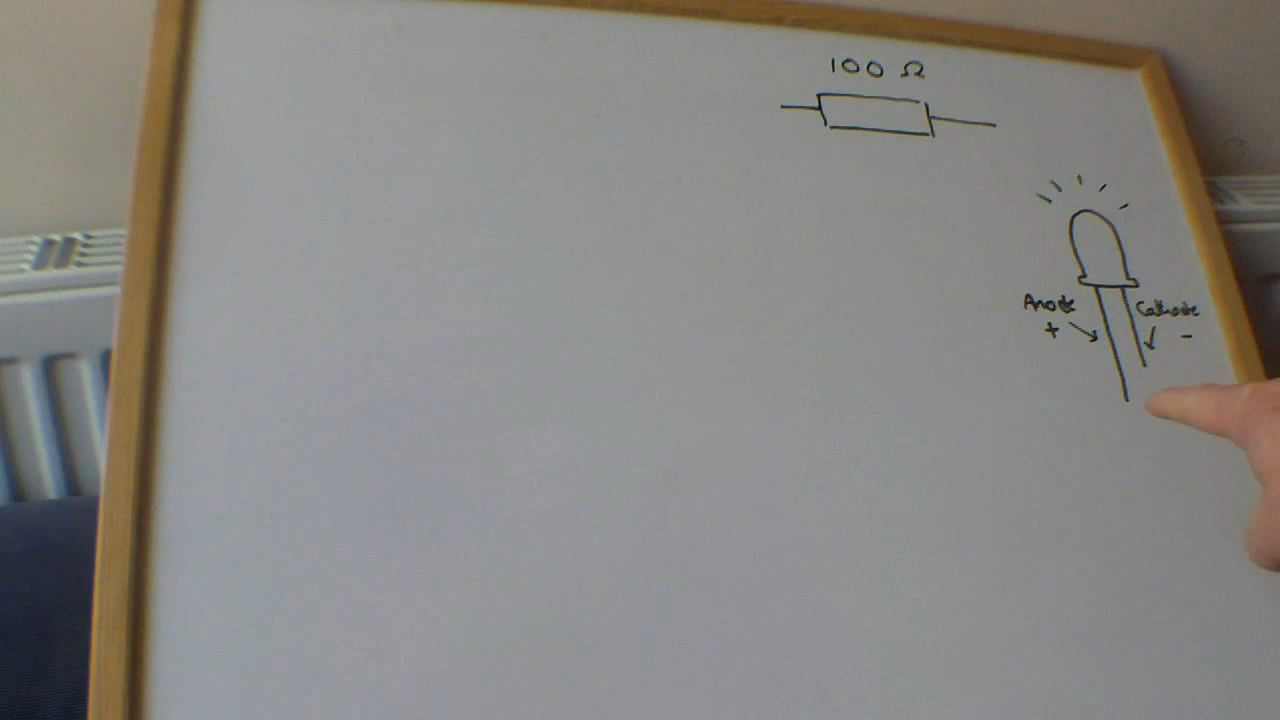 100 Ω
Anode
+
Cathode
-